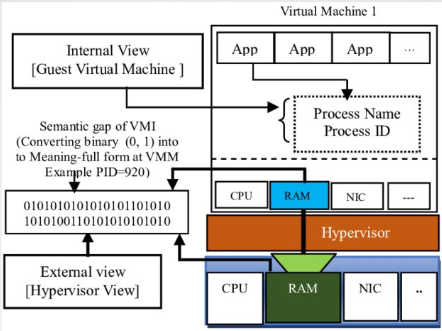 Virtual Machine 1
App App App ...
Internal View
[Guest Virtual Machine ]
Process Name
Process ID
Semantic gap of VMI
(Converting binary (0, 1) into
to Meaning-full form at VMM
Example PID=920)
CPU RAM NIC ---
010101010101010101101010
10101001101010101010
Hypervisor
External view
[Hypervisor View]
CPU RAM NIC ..